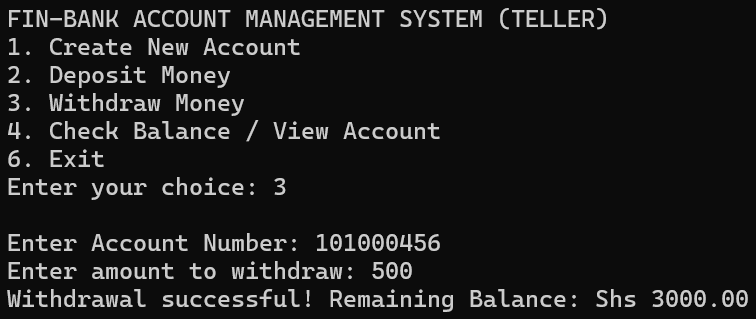 FIN-BANK ACCOUNT MANAGEMENT SYSTEM (TELLER)
1. Create New Account
2. Deposit Money
3. Withdraw Money
4. Check Balance / View Account
6. Exit
Enter your choice: 3
Enter Account Number: 101000456
Enter amount to withdraw: 500
Withdrawal successful! Remaining Balance: Shs 3000.00